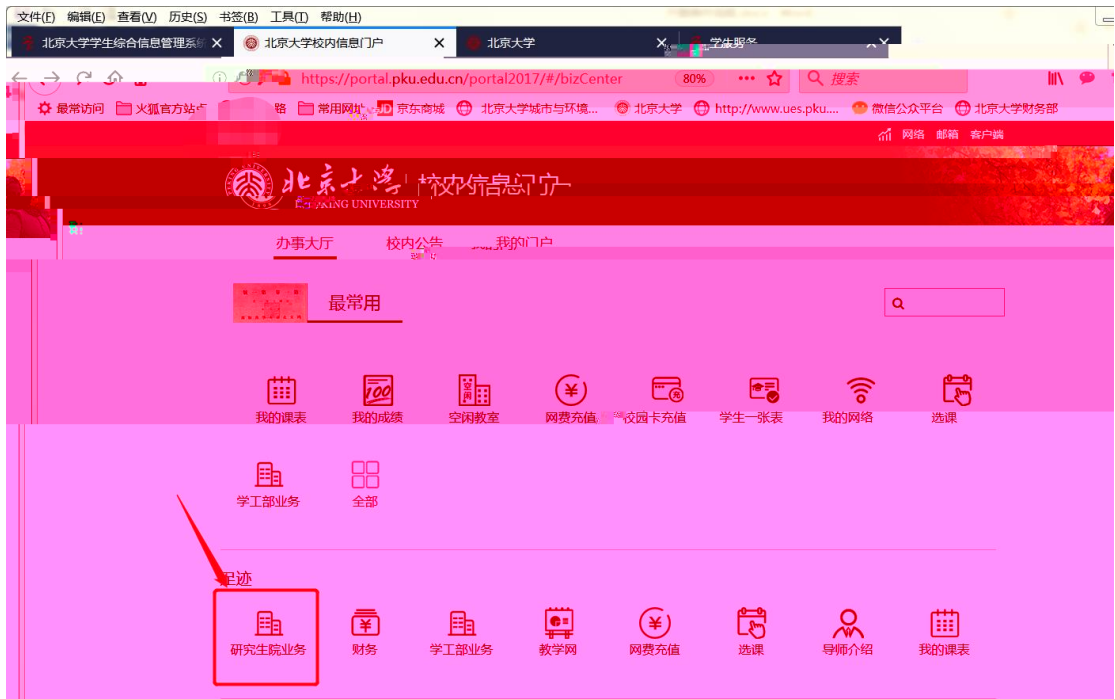 文件(F) 编辑(E) 查看(V) 历史(S) 书签(B) 工具(T) 帮助(H)
北京大学学生综合信息管理系统 × 北京大学校内信息门户 × 北京大学 × 学生服务 ×
https://portal.pku.edu.cn/portal2017/#/bizCenter 80% ••• 搜索
最常访问 火狐官方站点 路 常用网址 JD 京东商城 北京大学城市与环境... 北京大学 http://www.ues.pku.... 微信公众平台 北京大学财务部
网络 邮箱 客户端
北京大学 校内信息门户
KING UNIVERSITY
办事大厅 校内公告 我的门户
最常用
我的课表 我的成绩 空闲教室 网费充值 校园卡充值 学生一张表 我的网络 选课
学工部业务 全部
足迹
研究生院业务 财务 学工部业务 教学网 网费充值 选课 导师介绍 我的课表